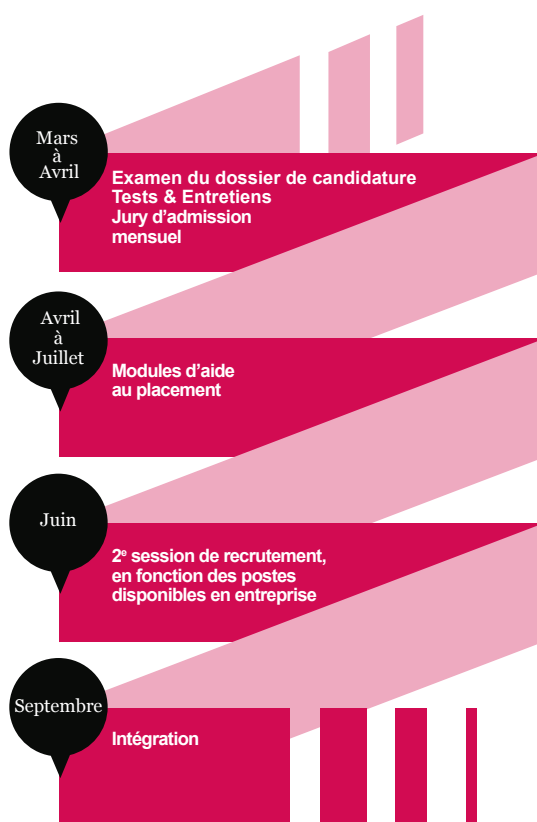 Mars
à
Avril
Examen du dossier de candidature
Tests & Entretiens
Jury d’admission
mensuel
Avril
à
Juillet
Modules d’aide
au placement
Juin
2e session de recrutement,
en fonction des postes
disponibles en entreprise
Septembre
Intégration